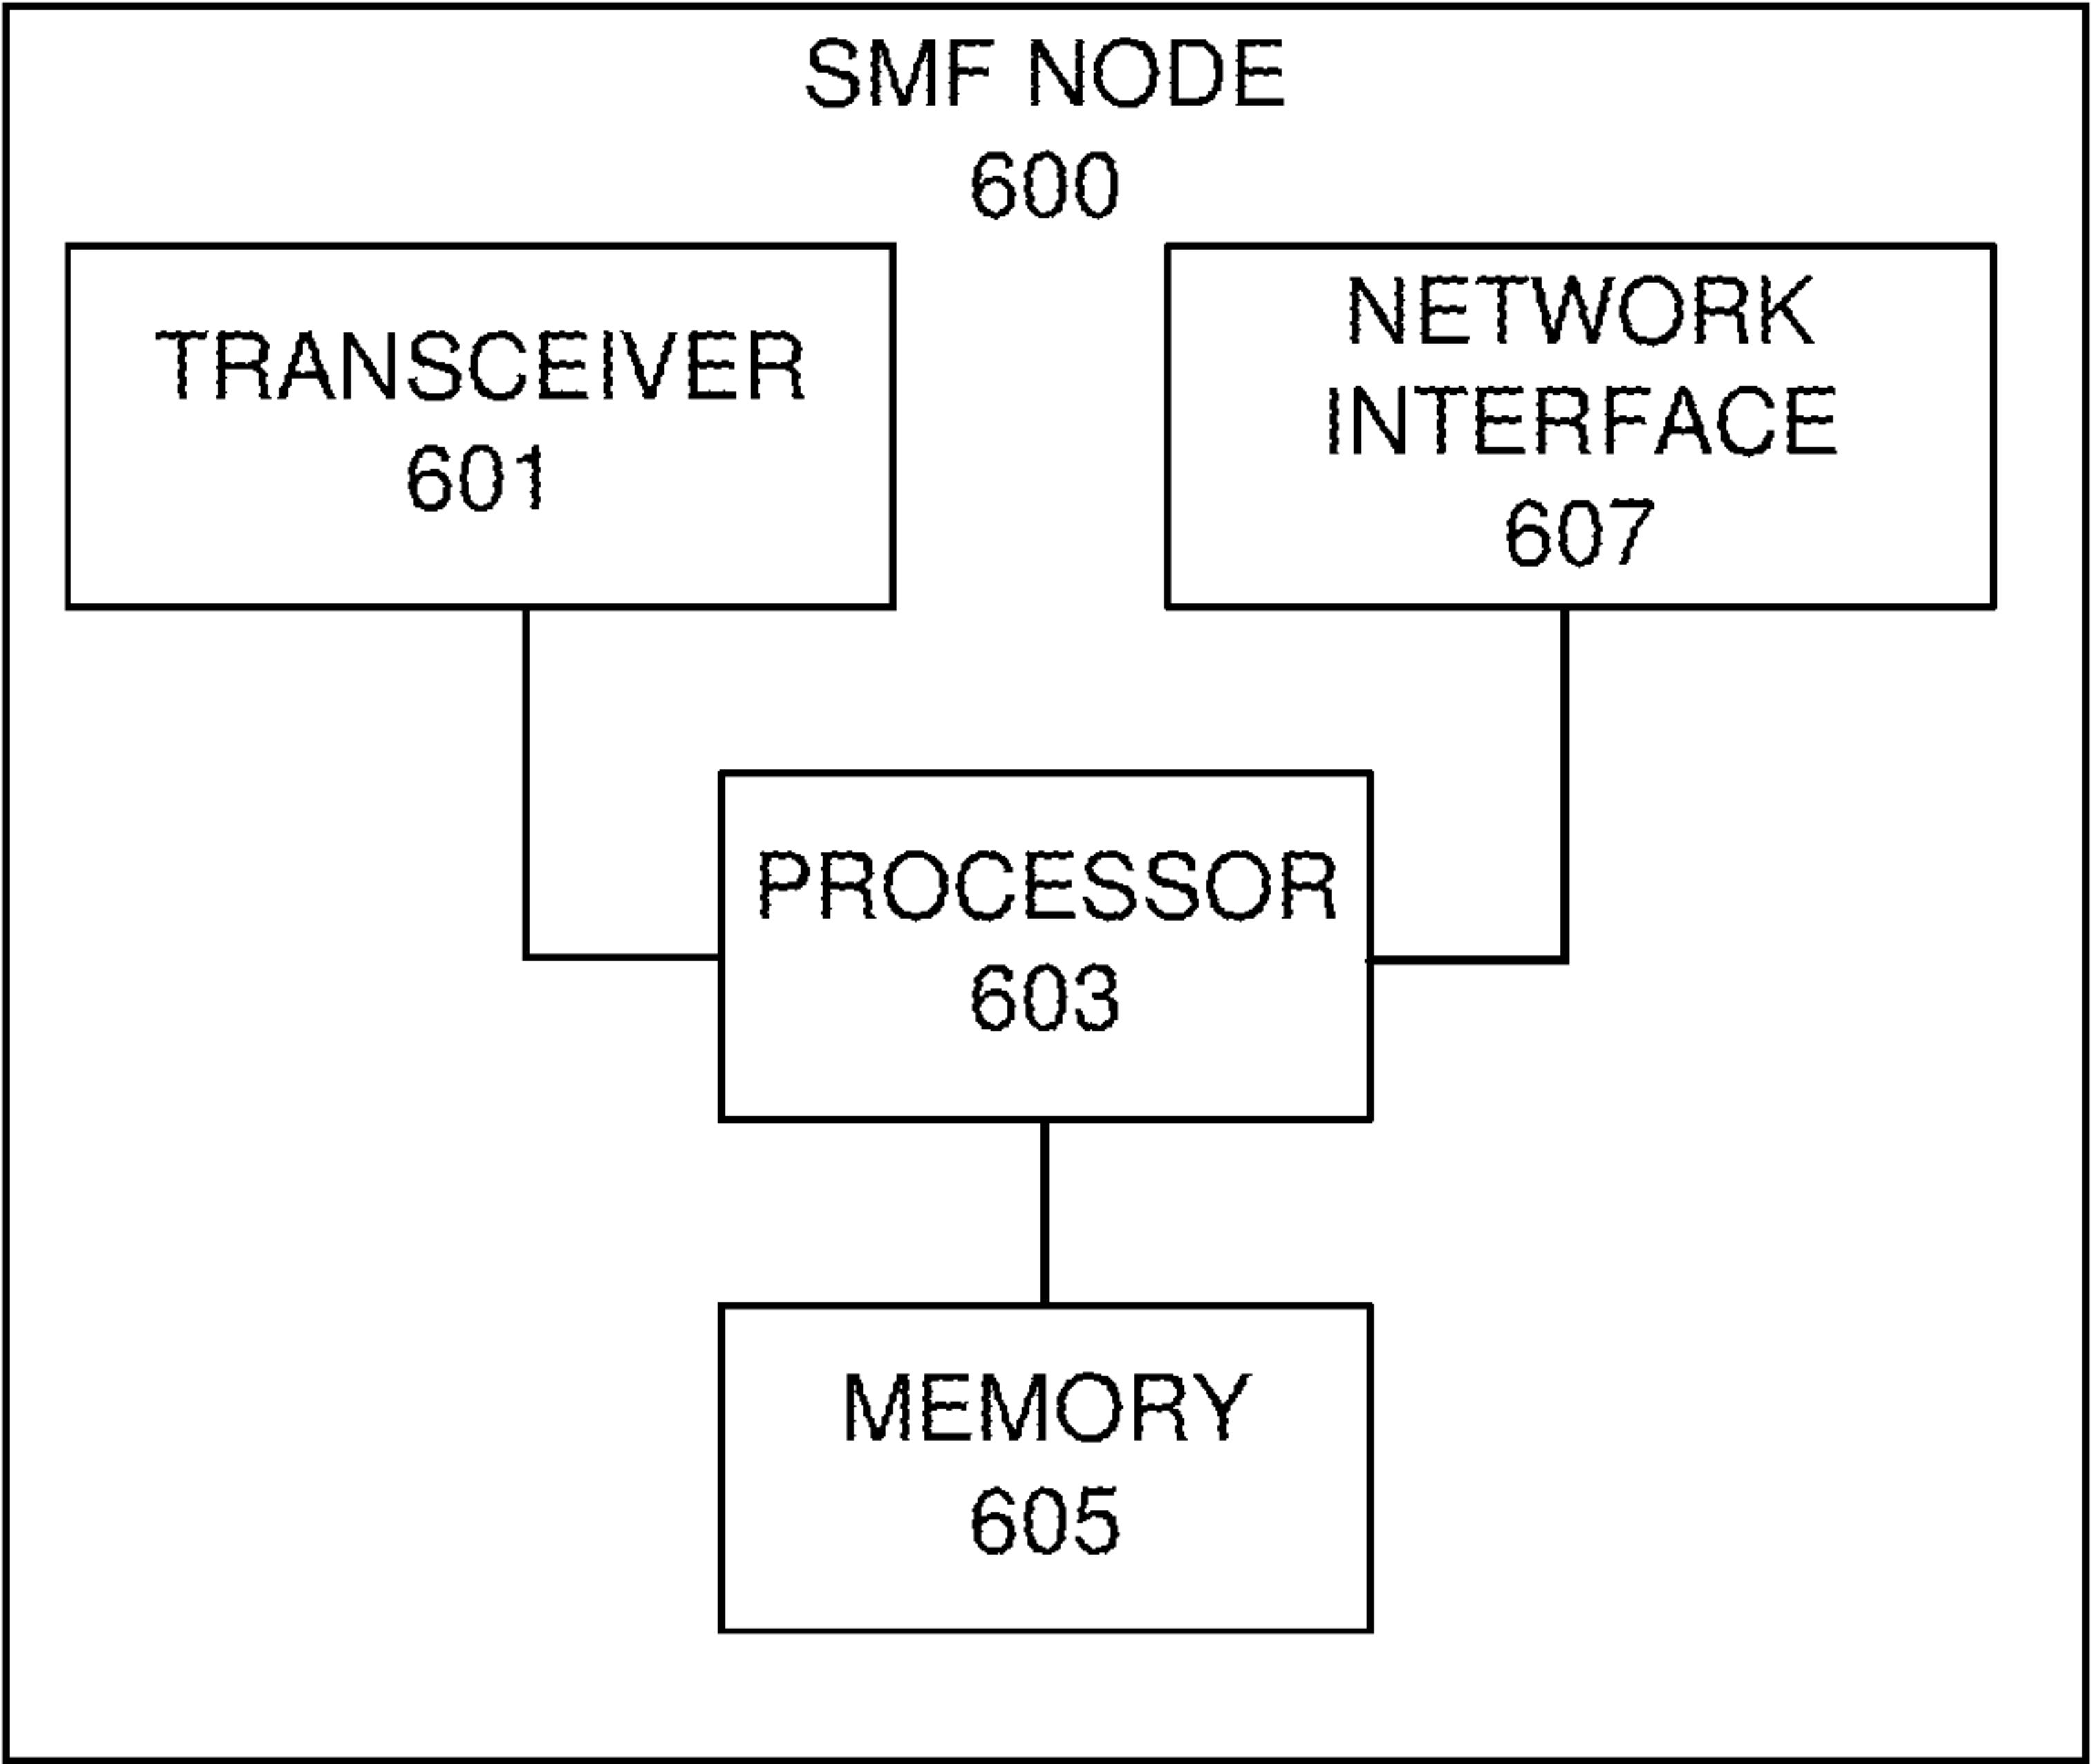 SMF NODE
600
TRANSCEIVER
601
NETWORK
INTERFACE
607
PROCESSOR
603
MEMORY
605